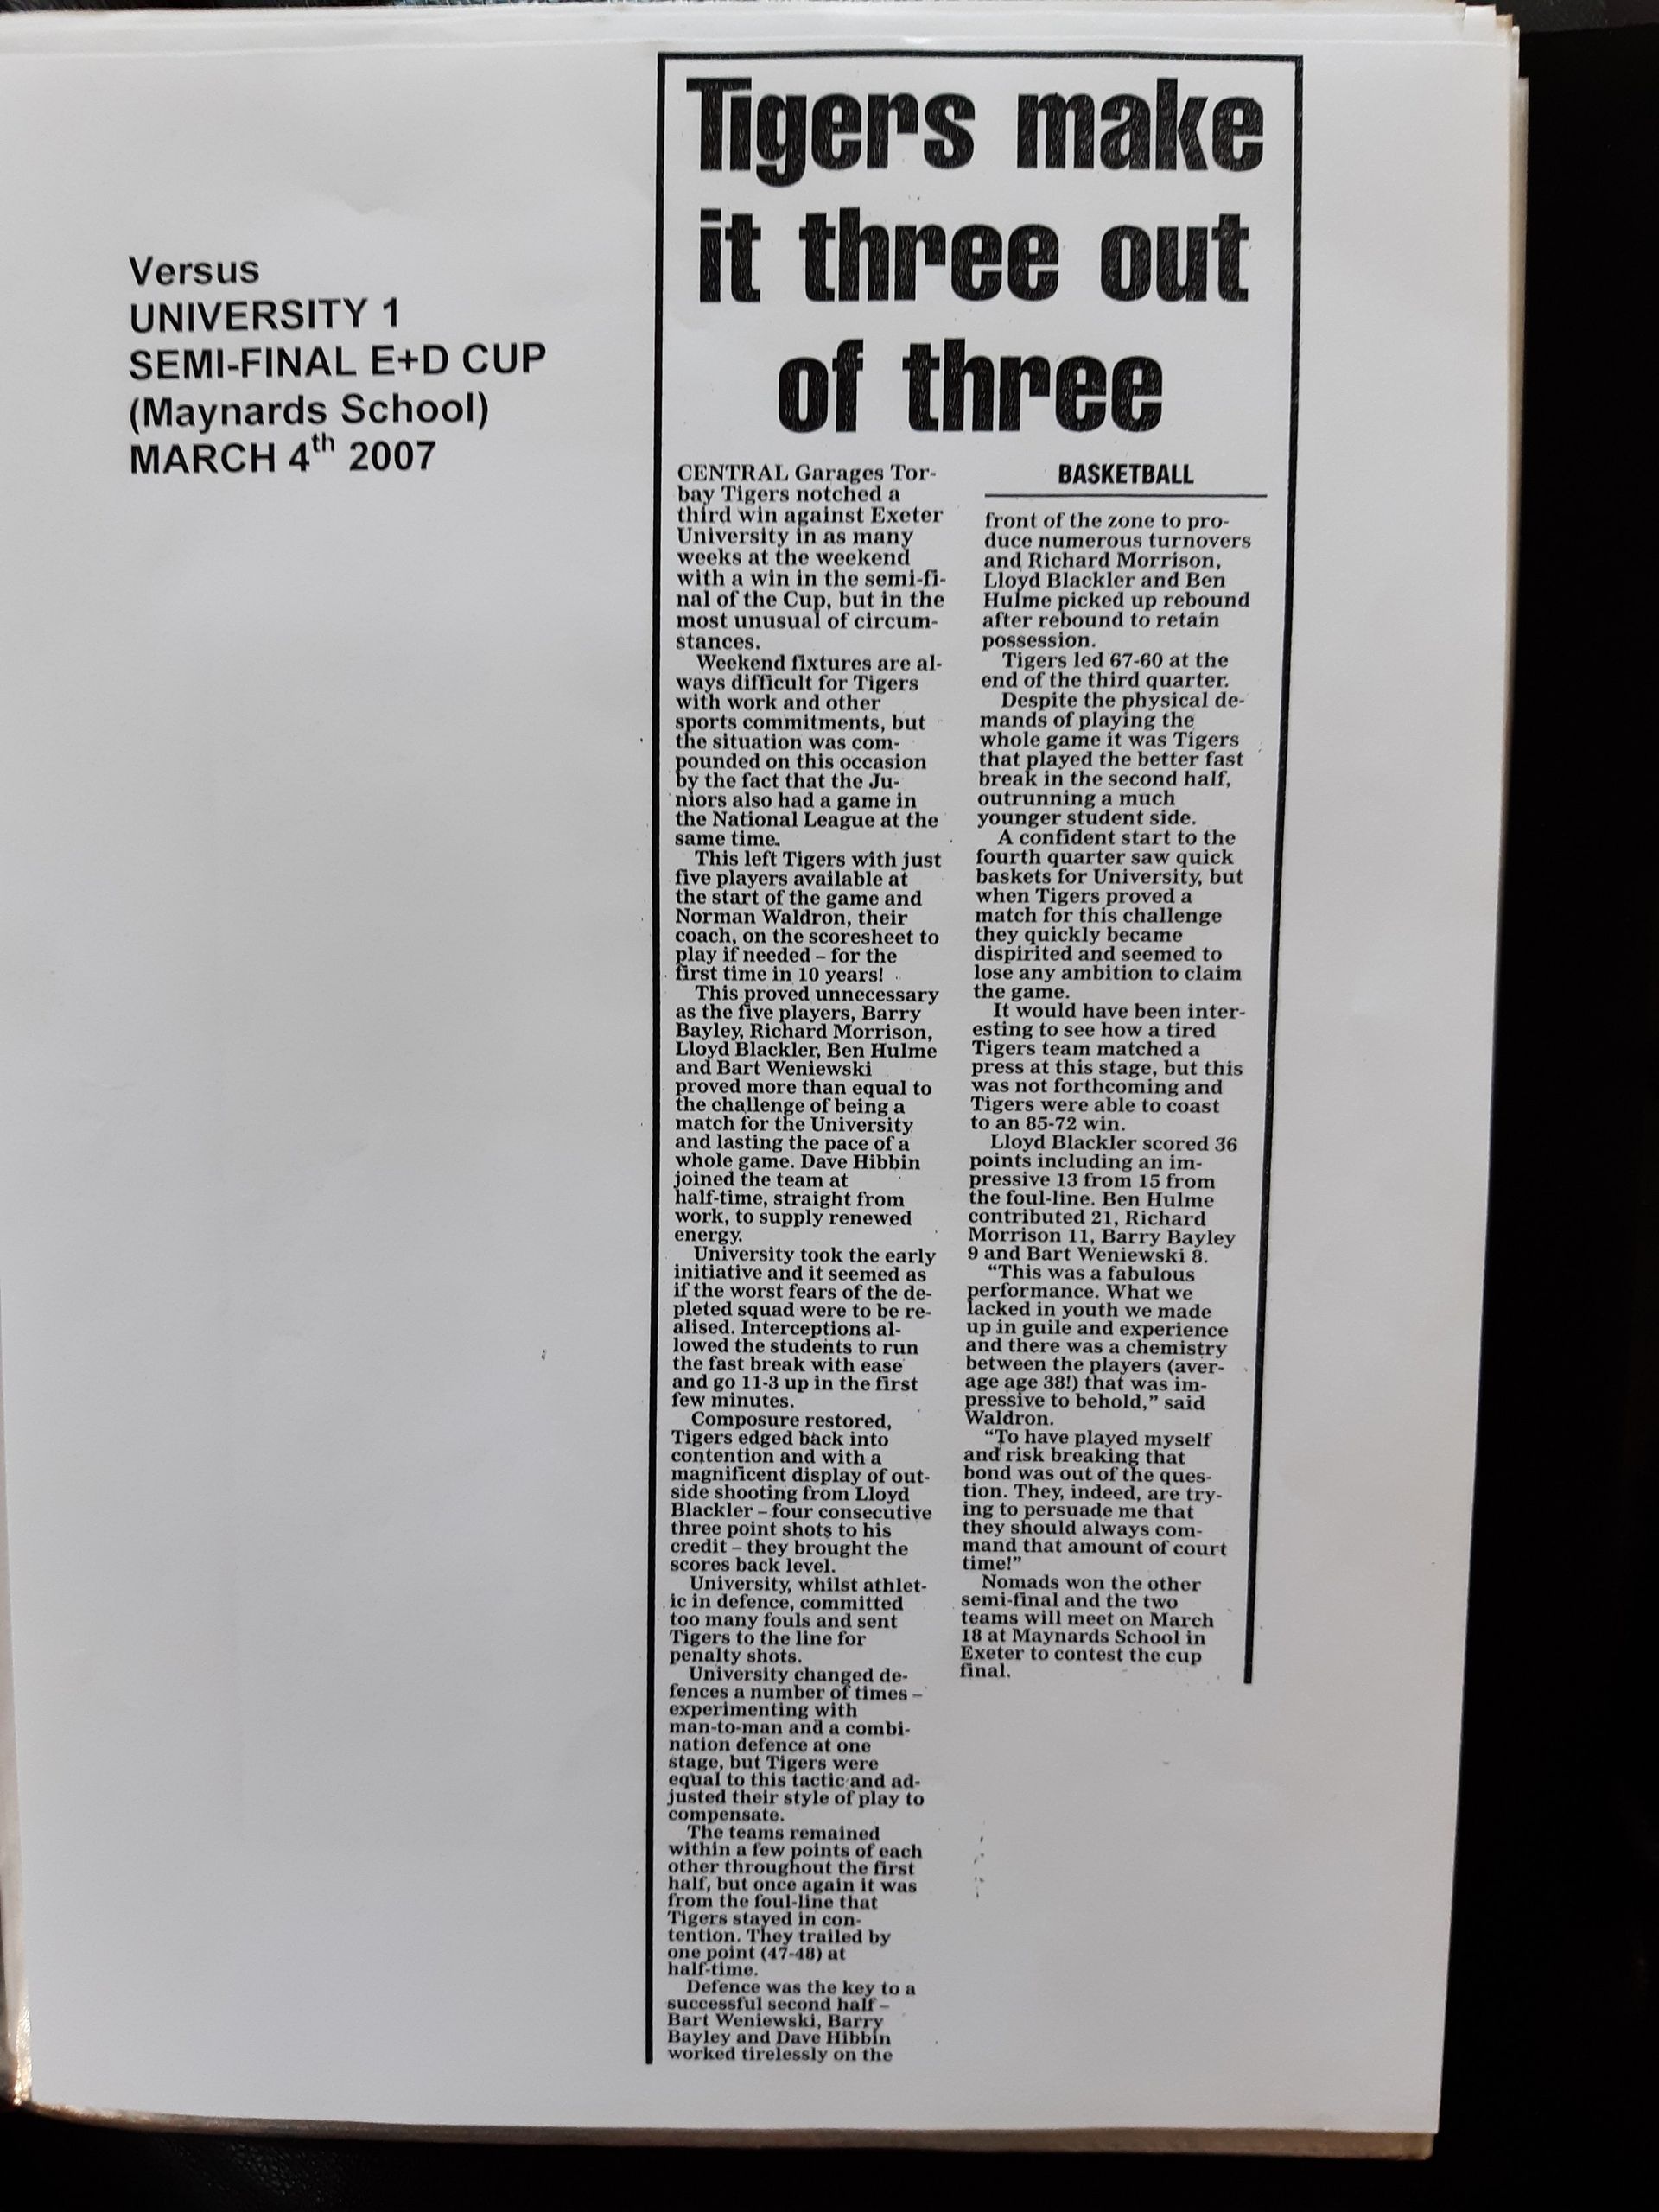 Versus
UNIVERSITY 1
SEMI-FINAL E+D CUP
(Maynards School)
MARCH 4th 2007
Tigers make
it three out
of three
CENTRAL Garages Tor-
bay Tigers notched a
third win against Exeter
University in as many
weeks at the weekend
with a win in the semi-fi-
nal of the Cup, but in the
most unusual of circum-
stances.
Weekend fixtures are al-
ways difficult for Tigers
with work and other
sports commitments, but
the situation was com-
pounded on this occasion
by the fact that the Ju-
niors also had a game in
the National League at the
same time.
This left Tigers with just
five players available at
the start of the game and
Norman Waldron, their
coach, on the scoresheet to
play if needed – for the
first time in 10 years!
This proved unnecessary
as the five players, Barry
Bayley, Richard Morrison,
Lloyd Blackler, Ben Hulme
and Bart Weniewski
proved more than equal to
the challenge of being a
match for the University
and lasting the pace of a
whole game. Dave Hibbin
joined the team at
half-time, straight from
work, to supply renewed
energy.
University took the early
initiative and it seemed as
if the worst fears of the de-
pleted squad were to be re-
alised. Interceptions al-
lowed the students to run
the fast break with ease
and go 11-3 up in the first
few minutes.
Composure restored,
Tigers edged back into
contention and with a
magnificent display of out-
side shooting from Lloyd
Blackler – four consecutive
three point shots to his
credit – they brought the
scores back level.
University, whilst athlet-
ic in defence, committed
too many fouls and sent
Tigers to the line for
penalty shots.
University changed de-
fences a number of times –
experimenting with
man-to-man and a combi-
nation defence at one
stage, but Tigers were
equal to this tactic and ad-
justed their style of play to
compensate.
The teams remained
within a few points of each
other throughout the first
half, but once again it was
from the foul-line that
Tigers stayed in con-
tention. They trailed by
one point (47-48) at
half-time.
Defence was the key to a
successful second half –
Bart Weniewski, Barry
Bayley and Dave Hibbin
worked tirelessly on the
BASKETBALL
front of the zone to pro-
duce numerous turnovers
and Richard Morrison,
Lloyd Blackler and Ben
Hulme picked up rebound
after rebound to retain
possession.
Tigers led 67-60 at the
end of the third quarter.
Despite the physical de-
mands of playing the
whole game it was Tigers
that played the better fast
break in the second half,
outrunning a much
younger student side.
A confident start to the
fourth quarter saw quick
baskets for University, but
when Tigers proved a
match for this challenge
they quickly became
dispirited and seemed to
lose any ambition to claim
the game.
It would have been inter-
esting to see how a tired
Tigers team matched a
press at this stage, but this
was not forthcoming and
Tigers were able to coast
to an 85-72 win.
Lloyd Blackler scored 36
points including an im-
pressive 13 from 15 from
the foul-line. Ben Hulme
contributed 21, Richard
Morrison 11, Barry Bayley
9 and Bart Weniewski 8.
“This was a fabulous
performance. What we
lacked in youth we made
up in guile and experience
and there was a chemistry
between the players (aver-
age age 38!) that was im-
pressive to behold,” said
Waldron.
“To have played myself
and risk breaking that
bond was out of the ques-
tion. They, indeed, are try-
ing to persuade me that
they should always com-
mand that amount of court
time!”
Nomads won the other
semi-final and the two
teams will meet on March
18 at Maynards School in
Exeter to contest the cup
final.